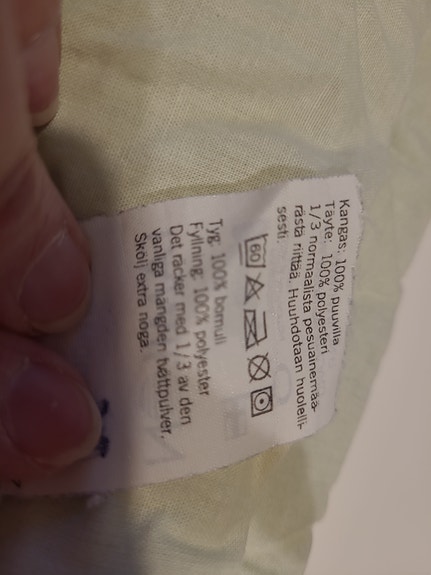 Kangas: 100% puuvilla
Täyte: 100% polyesteri
1/3 normaalista pesuainemää-
rästä riittää. Huuhdotaan huolelli-
sesti.
60
Tyg: 100% bomull
Fyllning: 100% polyester
Det räcker med 1/3 av den
vanliga mängden tvättpulver.
Skölj extra noga.